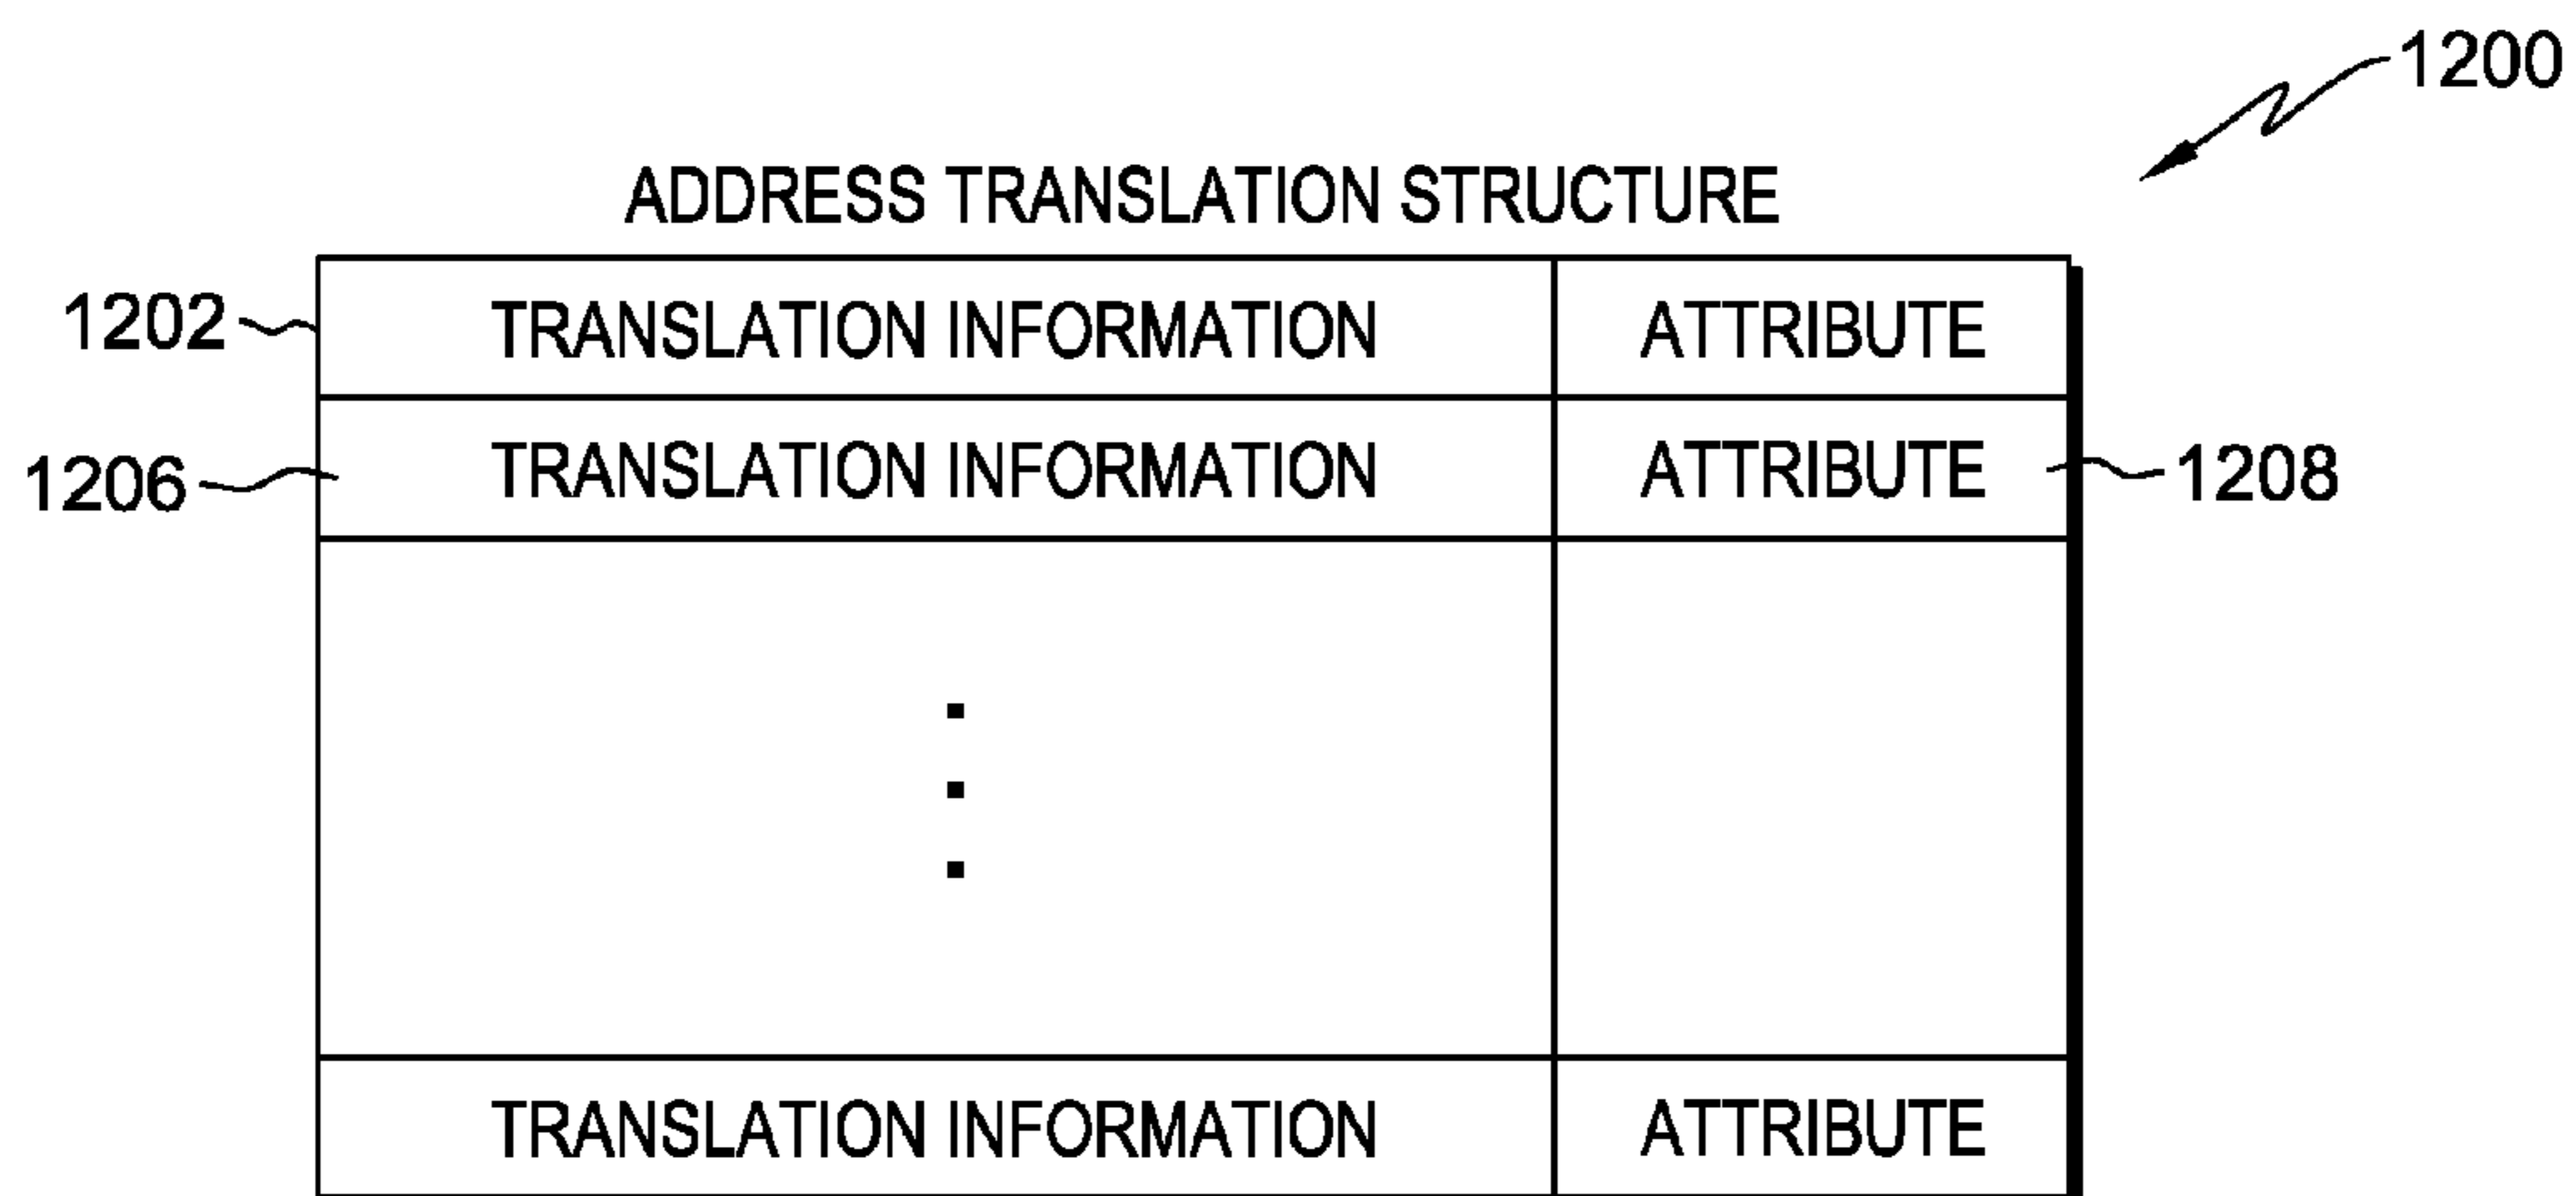 1200
ADDRESS TRANSLATION STRUCTURE
1202 TRANSLATION INFORMATION ATTRIBUTE
1206 TRANSLATION INFORMATION ATTRIBUTE 1208
TRANSLATION INFORMATION ATTRIBUTE